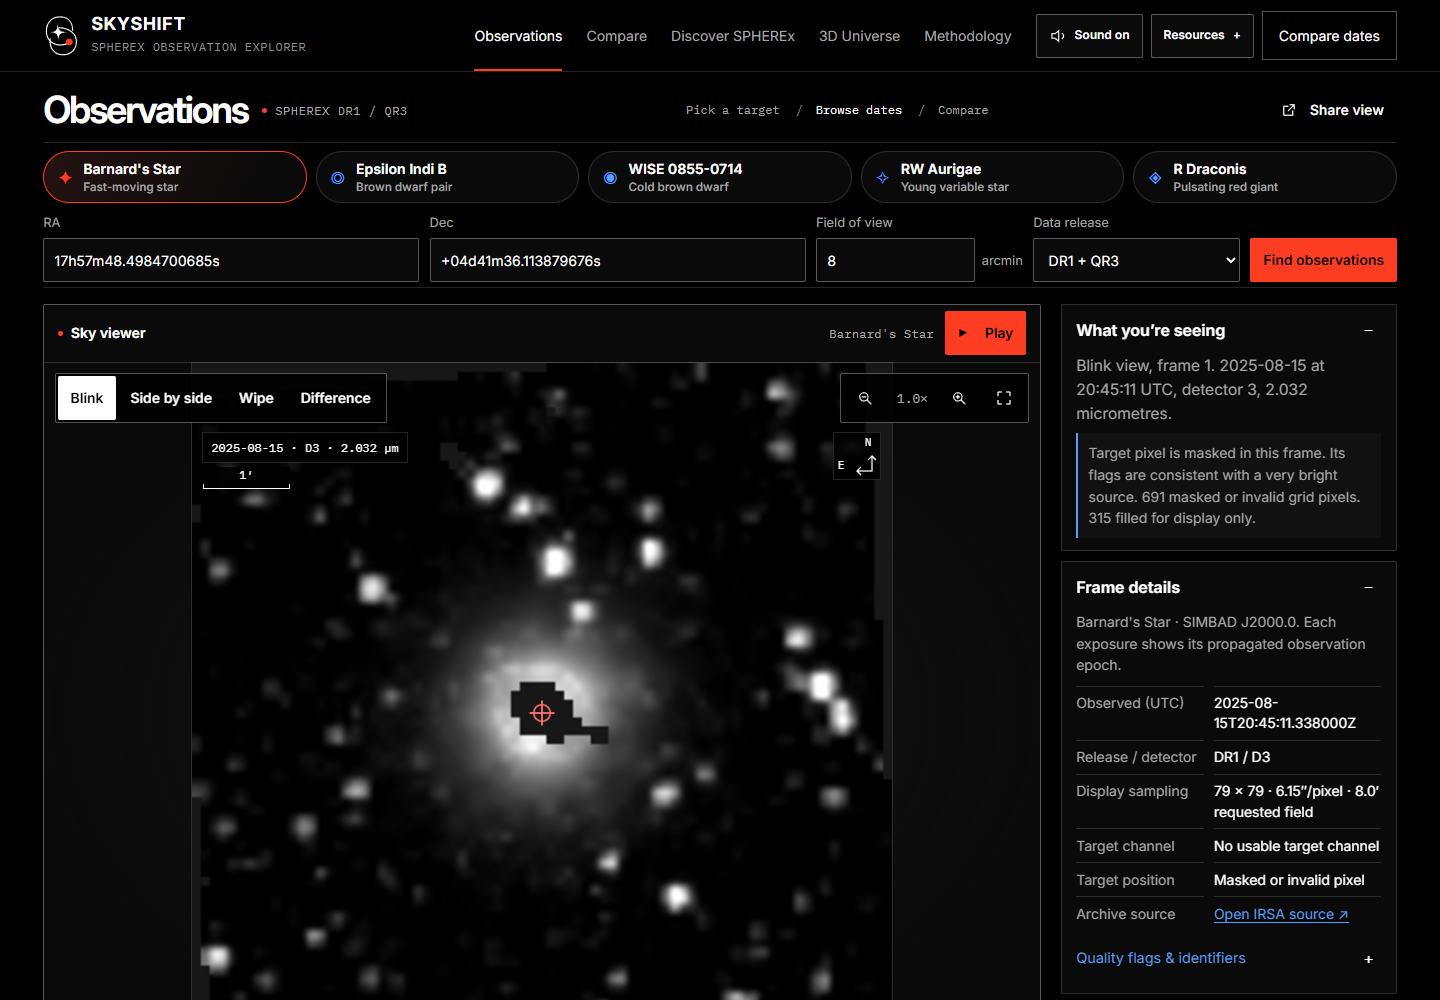 SKYSHIFT
SPHEREX OBSERVATION EXPLORER
Observations
Compare
Discover SPHEREx
3D Universe
Methodology
Sound on
Resources +
Compare dates
Observations
SPHEREX DR1 / QR3
Pick a target / Browse dates / Compare
Share view
Barnard's Star
Fast-moving star
Epsilon Indi B
Brown dwarf pair
WISE 0855-0714
Cold brown dwarf
RW Aurigae
Young variable star
R Draconis
Pulsating red giant
RA
Dec
Field of view
Data release
17h57m48.4984700685s
+04d41m36.113879676s
8
arcmin
DR1 + QR3
Find observations
Sky viewer
Barnard's Star
Play
Blink
Side by side
Wipe
Difference
1.0×
2025-08-15 · D3 · 2.032 µm
1′
N
E
What you’re seeing
Blink view, frame 1. 2025-08-15 at
20:45:11 UTC, detector 3, 2.032
micrometres.
Target pixel is masked in this frame. Its
flags are consistent with a very bright
source. 691 masked or invalid grid pixels.
315 filled for display only.
Frame details
Barnard's Star · SIMBAD J2000.0. Each
exposure shows its propagated observation
epoch.
Observed (UTC)
2025-08-
15T20:45:11.338000Z
Release / detector
DR1 / D3
Display sampling
79 × 79 · 6.15″/pixel · 8.0′
requested field
Target channel
No usable target channel
Target position
Masked or invalid pixel
Archive source
Open IRSA source ↗
Quality flags & identifiers